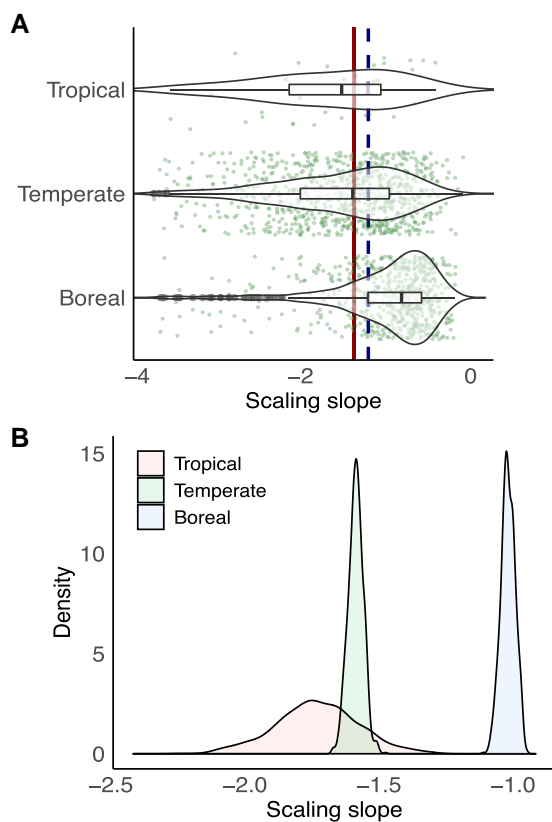 A
Tropical
Temperate
Boreal
−4 −2 0
Scaling slope
B
15
10
5
0
Density
Tropical
Temperate
Boreal
−2.5 −2.0 −1.5 −1.0
Scaling slope